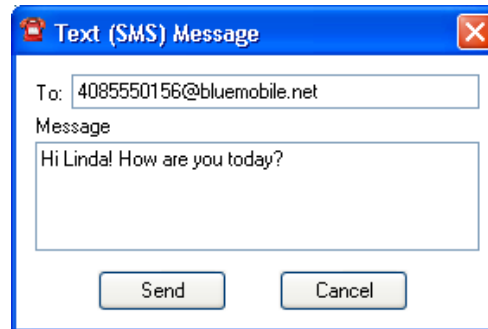 Text (SMS) Message
To: 4085550156@bluemobile.net
Message
Hi Linda! How are you today?
Send Cancel